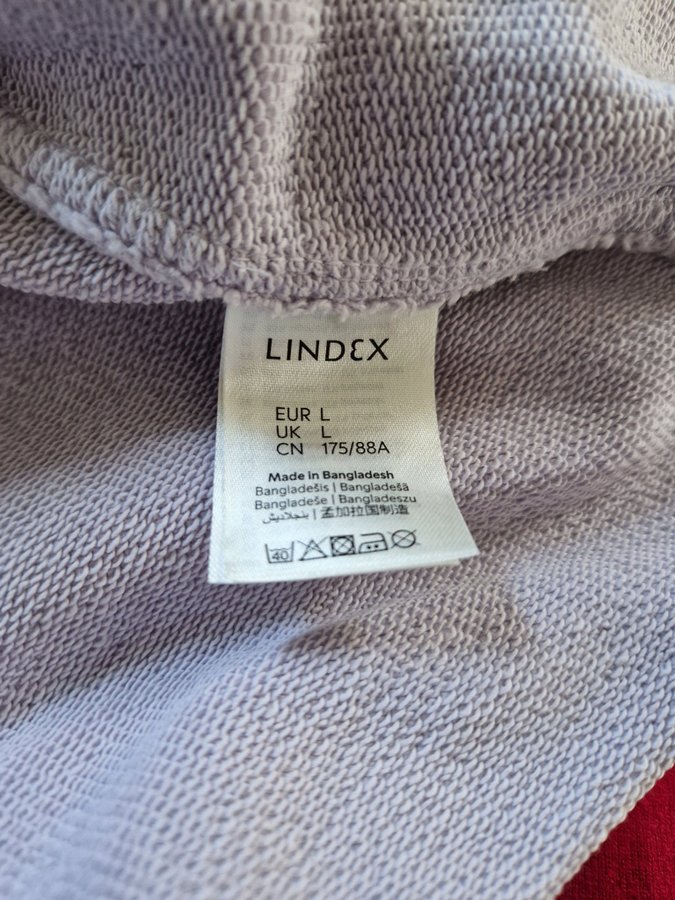 LINDEX
EUR L
UK L
CN 175/88A
Made in Bangladesh
Bangladešis | Bangladešā
Bangladeše | Bangladeszu
بنجلاديش | 孟加拉国制造
40